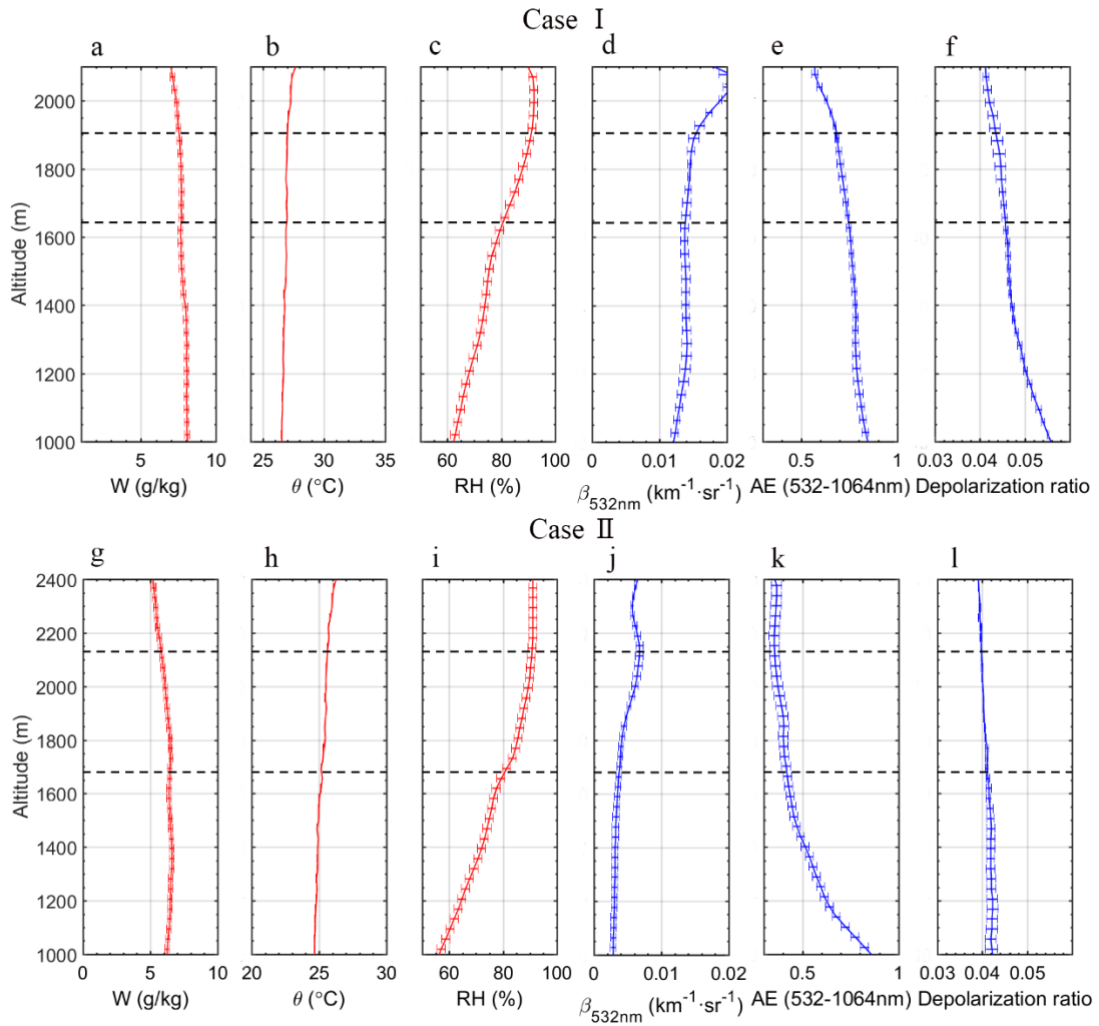 Case Ⅰ
a b c d e f
2000
1800
1600
1400
1200
1000
Altitude (m)
5 10 25 30 35 60 80 100 0 0.01 0.02 0.5 1 0.03 0.04 0.05
W (g/kg) θ (°C) RH (%) β532nm (km-1·sr-1) AE (532-1064nm) Depolarization ratio
Case Ⅱ
g h i j k l
2400
2200
2000
1800
1600
1400
1200
1000
Altitude (m)
0 5 10 20 25 30 60 80 100 0 0.01 0.02 0.5 1 0.03 0.04 0.05
W (g/kg) θ (°C) RH (%) β532nm (km-1·sr-1) AE (532-1064nm) Depolarization ratio